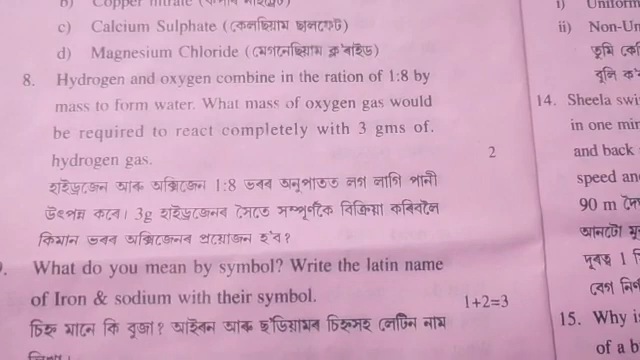 b) Copper nitrate
c) Calcium Sulphate (কেলছিয়াম ছালফেট)
d) Magnesium Chloride (মেগনেছিয়াম ক্ল'ৰাইড)
8. Hydrogen and oxygen combine in the ration of 1:8 by
mass to form water. What mass of oxygen gas would
be required to react completely with 3 gms of.
hydrogen gas. 2
হাইড্ৰজেন আৰু অক্সিজেন 1:8 ভৰৰ অনুপাতত লগ লাগি পানী
উৎপন্ন কৰে। 3g হাইড্ৰজেনৰ সৈতে সম্পূৰ্ণকৈ বিক্ৰিয়া কৰিবলৈ
কিমান ভৰৰ অক্সিজেনৰ প্ৰয়োজন হ'ব?
What do you mean by symbol? Write the latin name
of Iron & sodium with their symbol. 1+2=3
চিহ্ন মানে কি বুজা? আইৰন আৰু ছ'ডিয়ামৰ চিহ্নসহ লেটিন নাম
i) Uniform
ii) Non-Un
তুমি
বুলি ক'
14. Sheela swi
in one min
and back
speed an
90 m
দূৰত্ব 1
বেগ
15. Why i
of a b